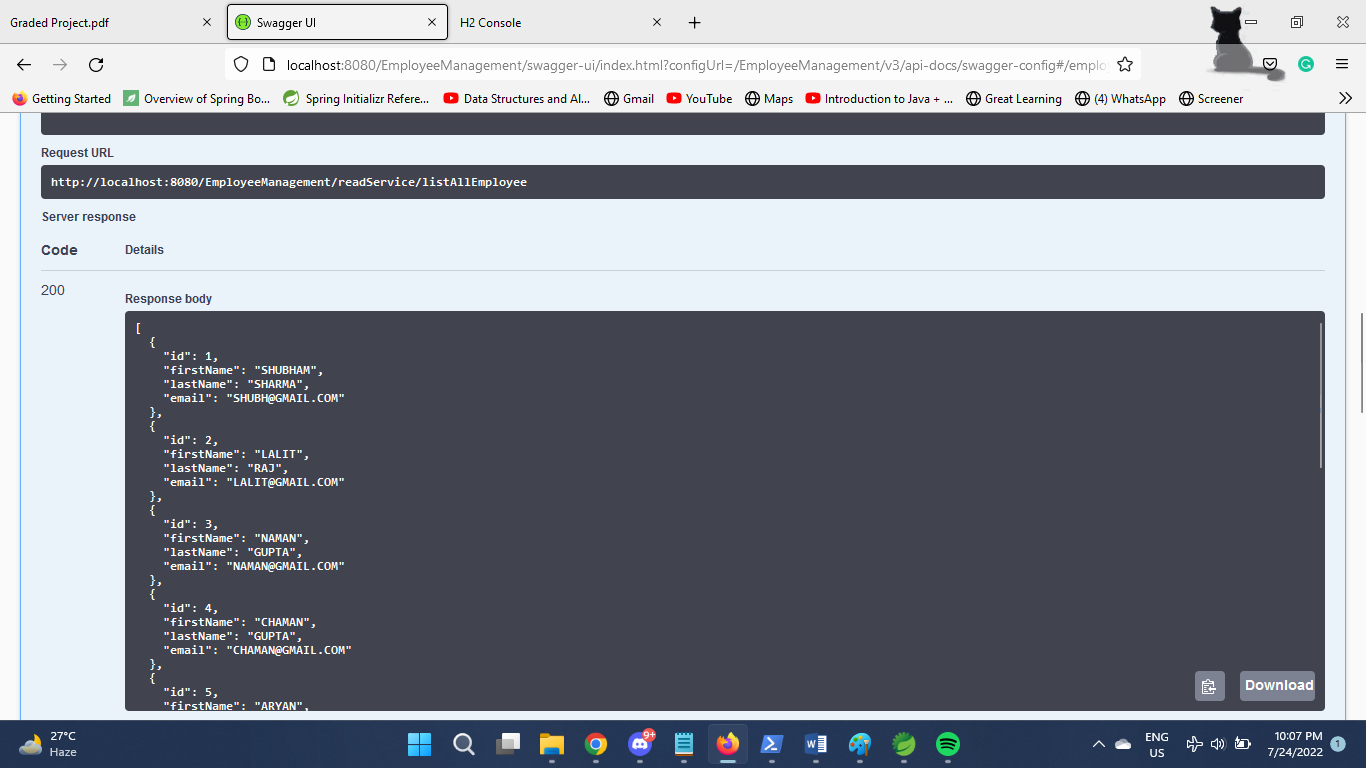 Graded Project.pdf
Swagger UI
H2 Console
localhost:8080/EmployeeManagement/swagger-ui/index.html?configUrl=/EmployeeManagement/v3/api-docs/swagger-config#/emplo
Getting Started
Overview of Spring Bo...
Spring Initializr Refere...
Data Structures and Al...
Gmail
YouTube
Maps
Introduction to Java + ...
Great Learning
(4) WhatsApp
Screener
Request URL
http://localhost:8080/EmployeeManagement/readService/listAllEmployee
Server response
Code
Details
200
Response body
[
{
"id": 1,
"firstName": "SHUBHAM",
"lastName": "SHARMA",
"email": "SHUBH@GMAIL.COM"
},
{
"id": 2,
"firstName": "LALIT",
"lastName": "RAJ",
"email": "LALIT@GMAIL.COM"
},
{
"id": 3,
"firstName": "NAMAN",
"lastName": "GUPTA",
"email": "NAMAN@GMAIL.COM"
},
{
"id": 4,
"firstName": "CHAMAN",
"lastName": "GUPTA",
"email": "CHAMAN@GMAIL.COM"
},
{
"id": 5,
"firstName": "ARYAN",
Download
27°C
Haze
9+
ENG
US
10:07 PM
7/24/2022
1